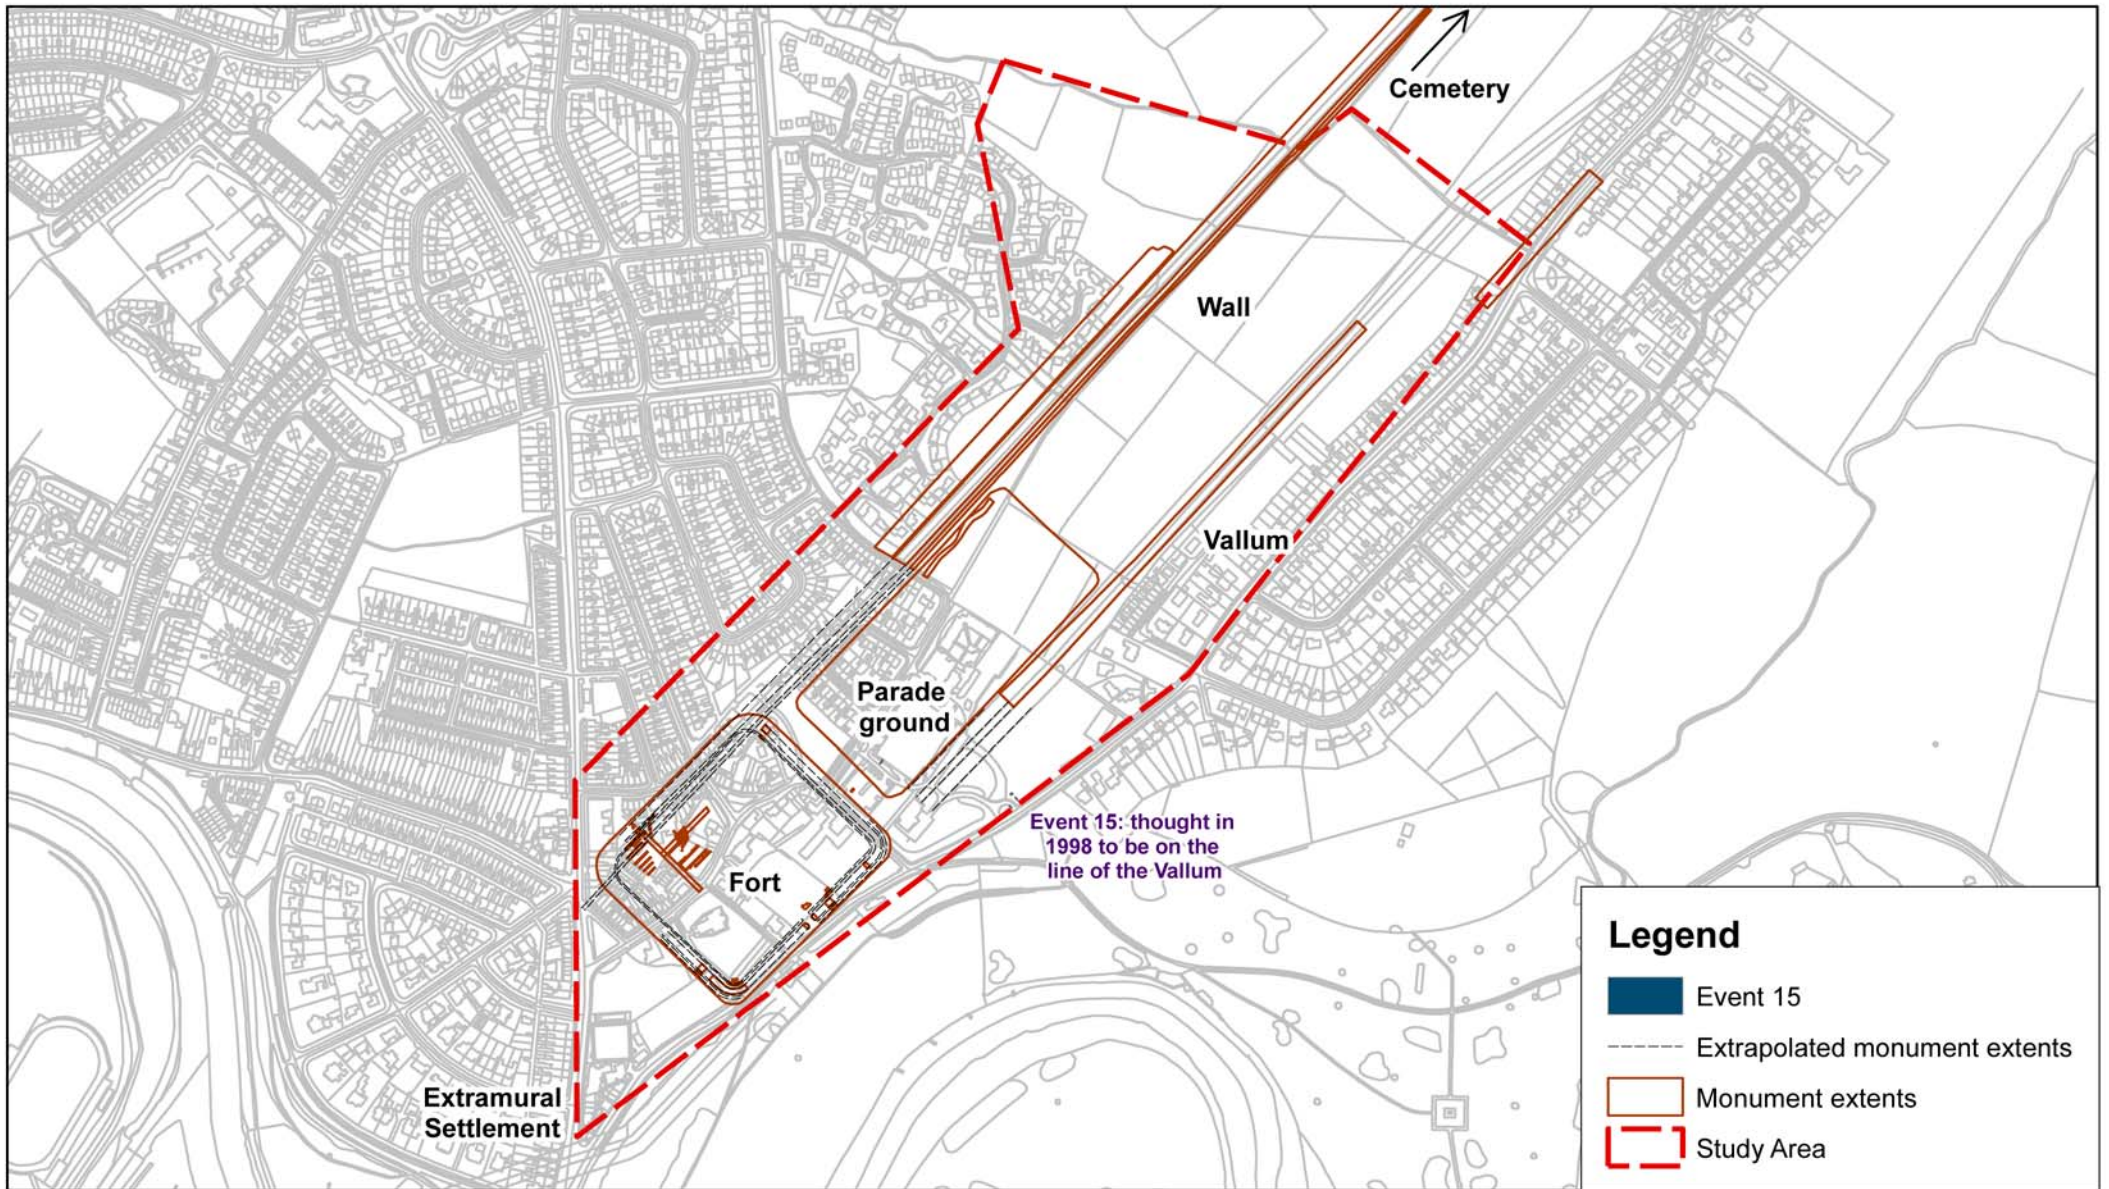 Cemetery
Wall
Vallum
Parade
ground
Event 15: thought in
1998 to be on the
line of the Vallum
Fort
Extramural
Settlement
Legend
Event 15
Extrapolated monument extents
Monument extents
Study Area